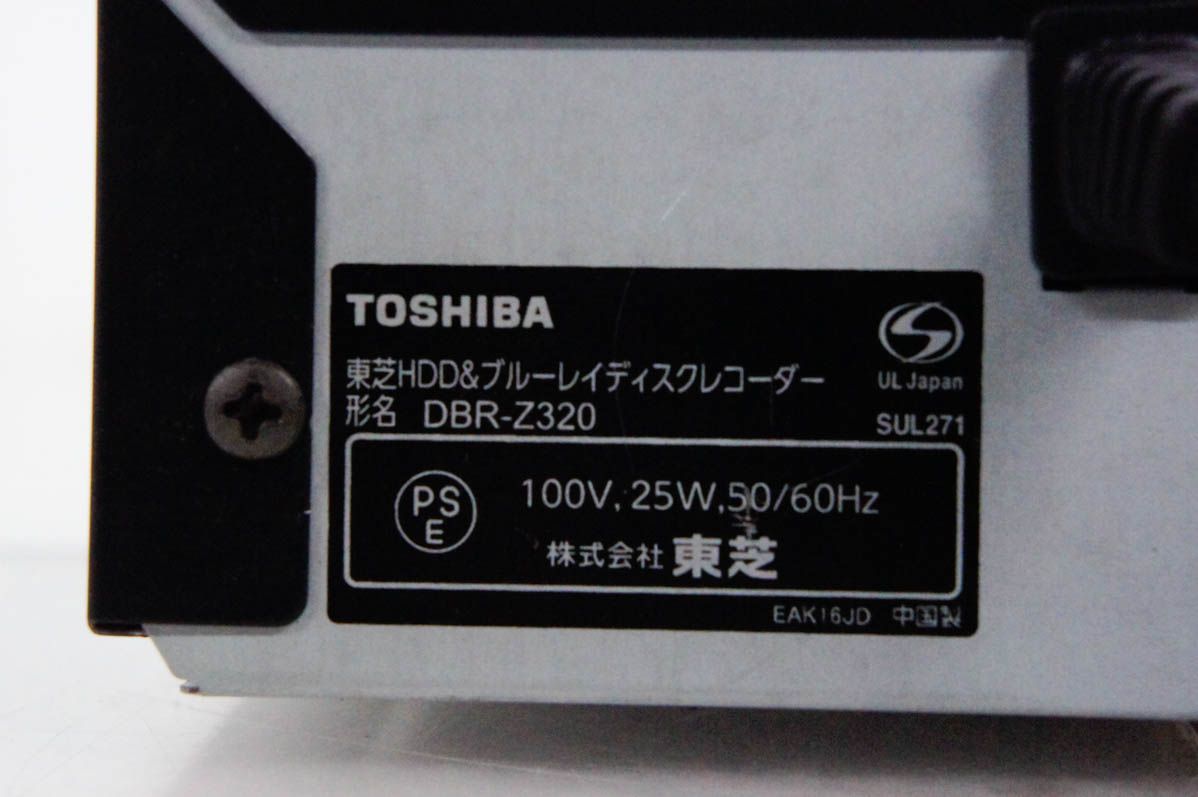 TOSHIBA
東芝HDD&ブルーレイディスクレコーダー
形名 DBR-Z320
UL Japan
SUL271
PS
E
100V, 25W, 50/60Hz
株式会社 東芝
EAK16JD 中国製